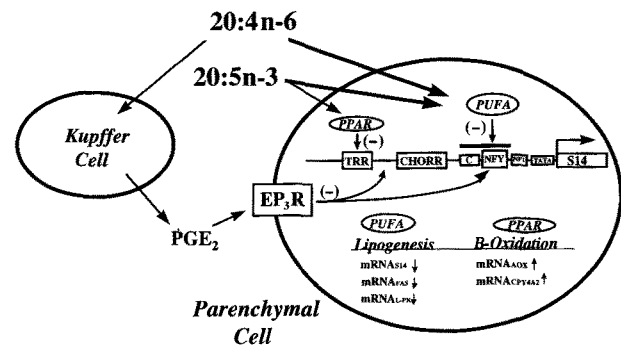 20:4n-6
20:5n-3
Kupffer
Cell
PGE2
EP3R
(-)
PPAR
(-)
PUFA
(-)
TRR
CHORR
C
NFY
NF1
TATA
S14
PUFA
Lipogenesis
mRNAS14 ↓
mRNAFAS ↓
mRNAL-PK ↓
PPAR
B-Oxidation
mRNAAOX ↑
mRNACPY4A2 ↑
Parenchymal
Cell